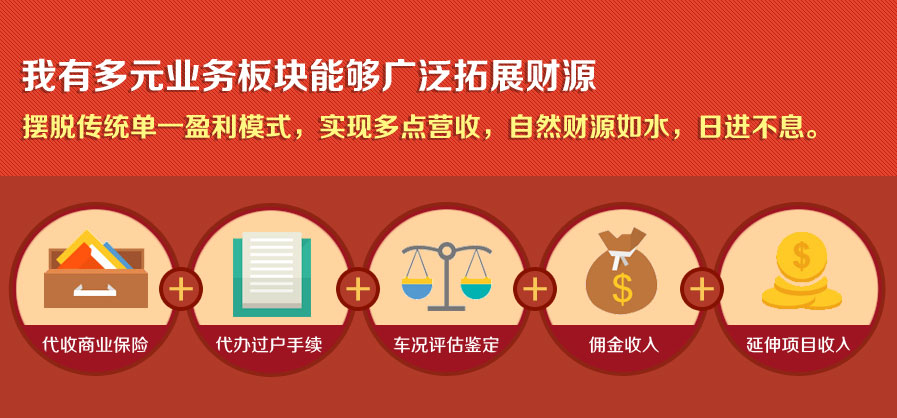 我有多元业务板块能够广泛拓展财源
摆脱传统单一盈利模式，实现多点营收，自然财源如水，日进不息。
$
$
代收商业保险
代办过户手续
车况评估鉴定
佣金收入
延伸项目收入